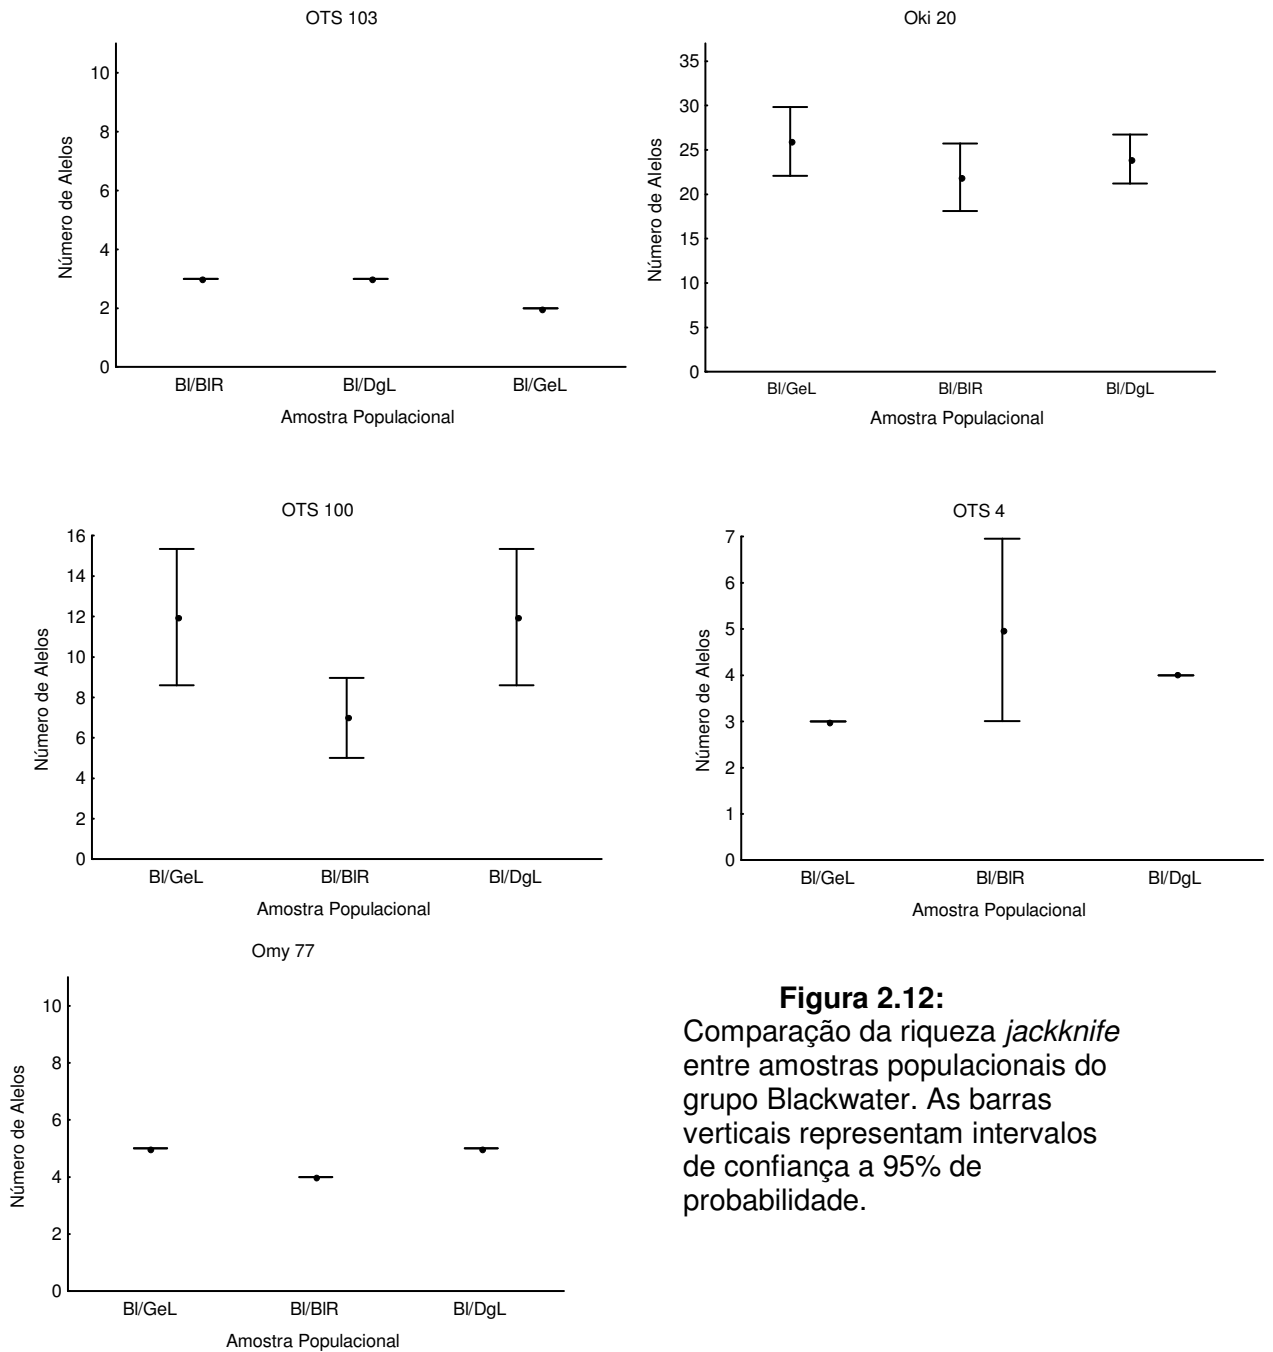 OTS 103
10
8
6
4
2
0
Número de Alelos
Bl/BlR Bl/DgL Bl/GeL
Amostra Populacional
Oki 20
35
30
25
20
15
10
5
0
Número de Alelos
Bl/GeL Bl/BlR Bl/DgL
Amostra Populacional
OTS 100
16
14
12
10
8
6
4
2
0
Número de Alelos
Bl/GeL Bl/BlR Bl/DgL
Amostra Populacional
OTS 4
7
6
5
4
3
2
1
0
Número de Alelos
Bl/GeL Bl/BlR Bl/DgL
Amostra Populacional
Omy 77
10
8
6
4
2
0
Número de Alelos
Bl/GeL Bl/BlR Bl/DgL
Amostra Populacional
Figura 2.12:
Comparação da riqueza jackknife
entre amostras populacionais do
grupo Blackwater. As barras
verticais representam intervalos
de confiança a 95% de
probabilidade.